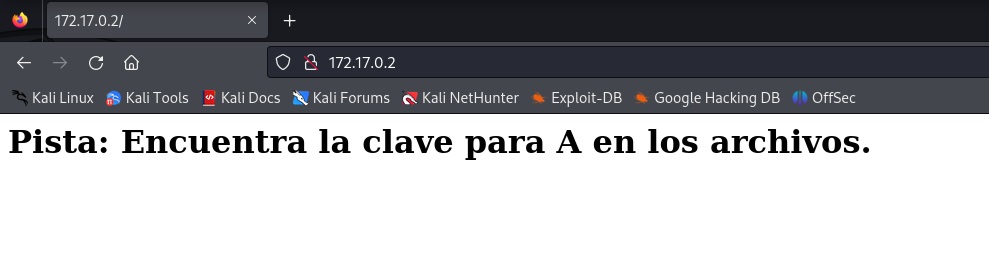 172.17.0.2/
172.17.0.2
Kali Linux Kali Tools Kali Docs Kali Forums Kali NetHunter Exploit-DB Google Hacking DB OffSec
Pista: Encuentra la clave para A en los archivos.